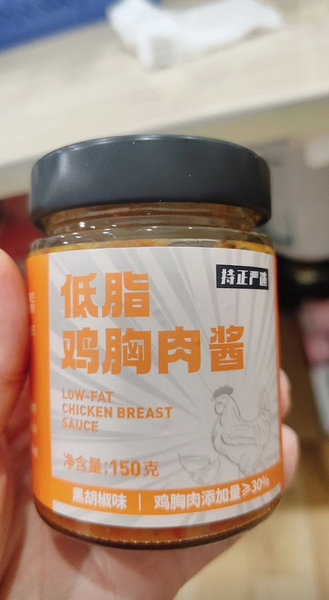 持正严选
低脂
鸡胸肉酱
LOW-FAT
CHICKEN BREAST
SAUCE
净含量:150克
黑胡椒味 | 鸡胸肉添加量≥30%